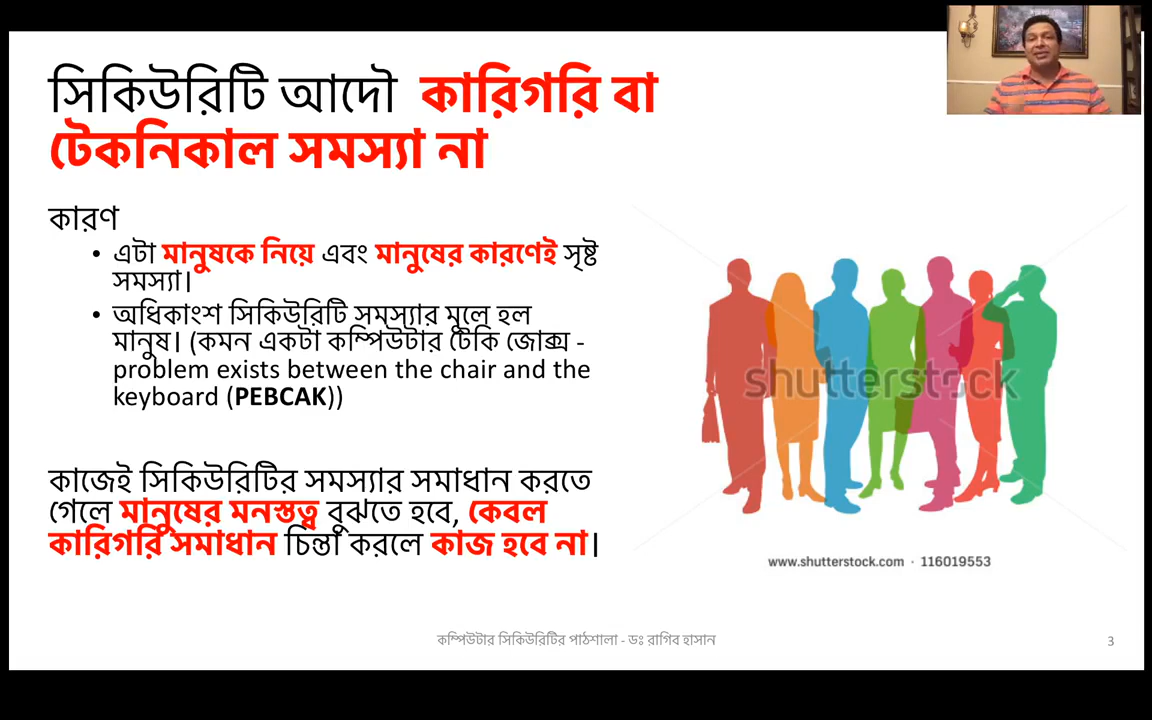 সিকিউরিটি আদৌ কারিগরি বা
টেকনিকাল সমস্যা না
কারণ
• এটা মানুষকে নিয়ে এবং মানুষের কারণেই সৃষ্ট
সমস্যা।
• অধিকাংশ সিকিউরিটি সমস্যার মূলে হল
মানুষ। (কমন একটা কম্পিউটার টেকি জোক্স -
problem exists between the chair and the
keyboard (PEBCAK))
কাজেই সিকিউরিটির সমস্যার সমাধান করতে
গেলে মানুষের মনস্তত্ব বুঝতে হবে, কেবল
কারিগরি সমাধান চিন্তা করলে কাজ হবে না।
shutterstock
www.shutterstock.com · 116019553
কম্পিউটার সিকিউরিটির পাঠশালা - ডঃ রাগিব হাসান
3